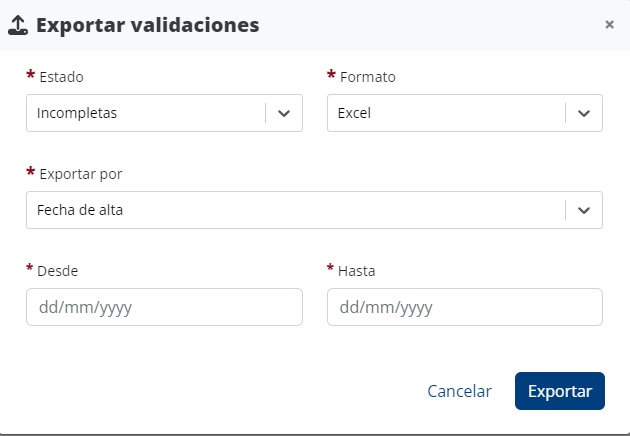 Exportar validaciones ×
* Estado * Formato
Incompletas Excel
* Exportar por
Fecha de alta
* Desde * Hasta
dd/mm/yyyy dd/mm/yyyy
Cancelar Exportar